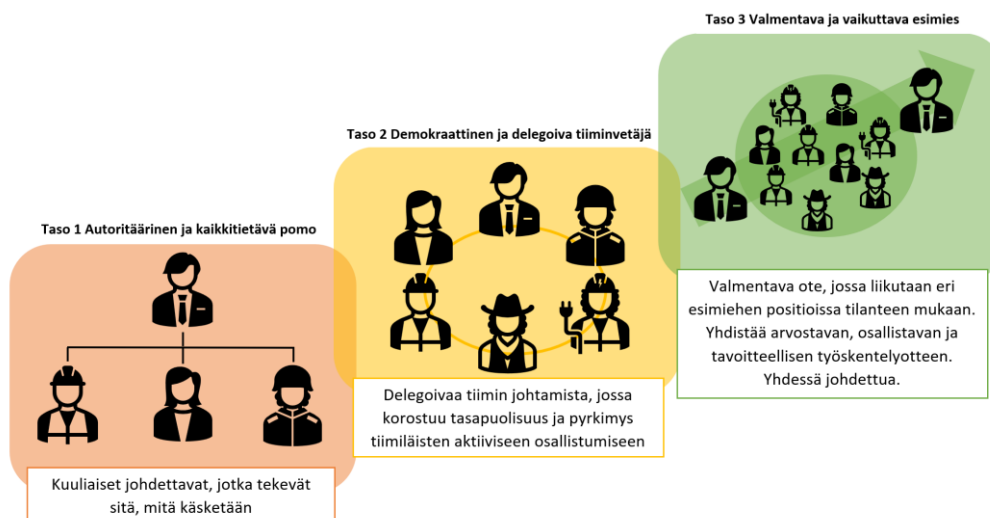 Taso 3 Valmentava ja vaikuttava esimies
Taso 2 Demokraattinen ja delegoiva tiiminvetäjä
Taso 1 Autoritäärinen ja kaikkitietävä pomo
Valmentava ote, jossa liikutaan eri
esimiehen positioissa tilanteen mukaan.
Yhdistää arvostavan, osallistavan ja
tavoitteellisen työskentelyotteen.
Yhdessä johdettua.
Delegoivaa tiimin johtamista, jossa
korostuu tasapuolisuus ja pyrkimys
tiimiläisten aktiiviseen osallistumiseen
Kuuliaiset johdettavat, jotka tekevät
sitä, mitä käsketään